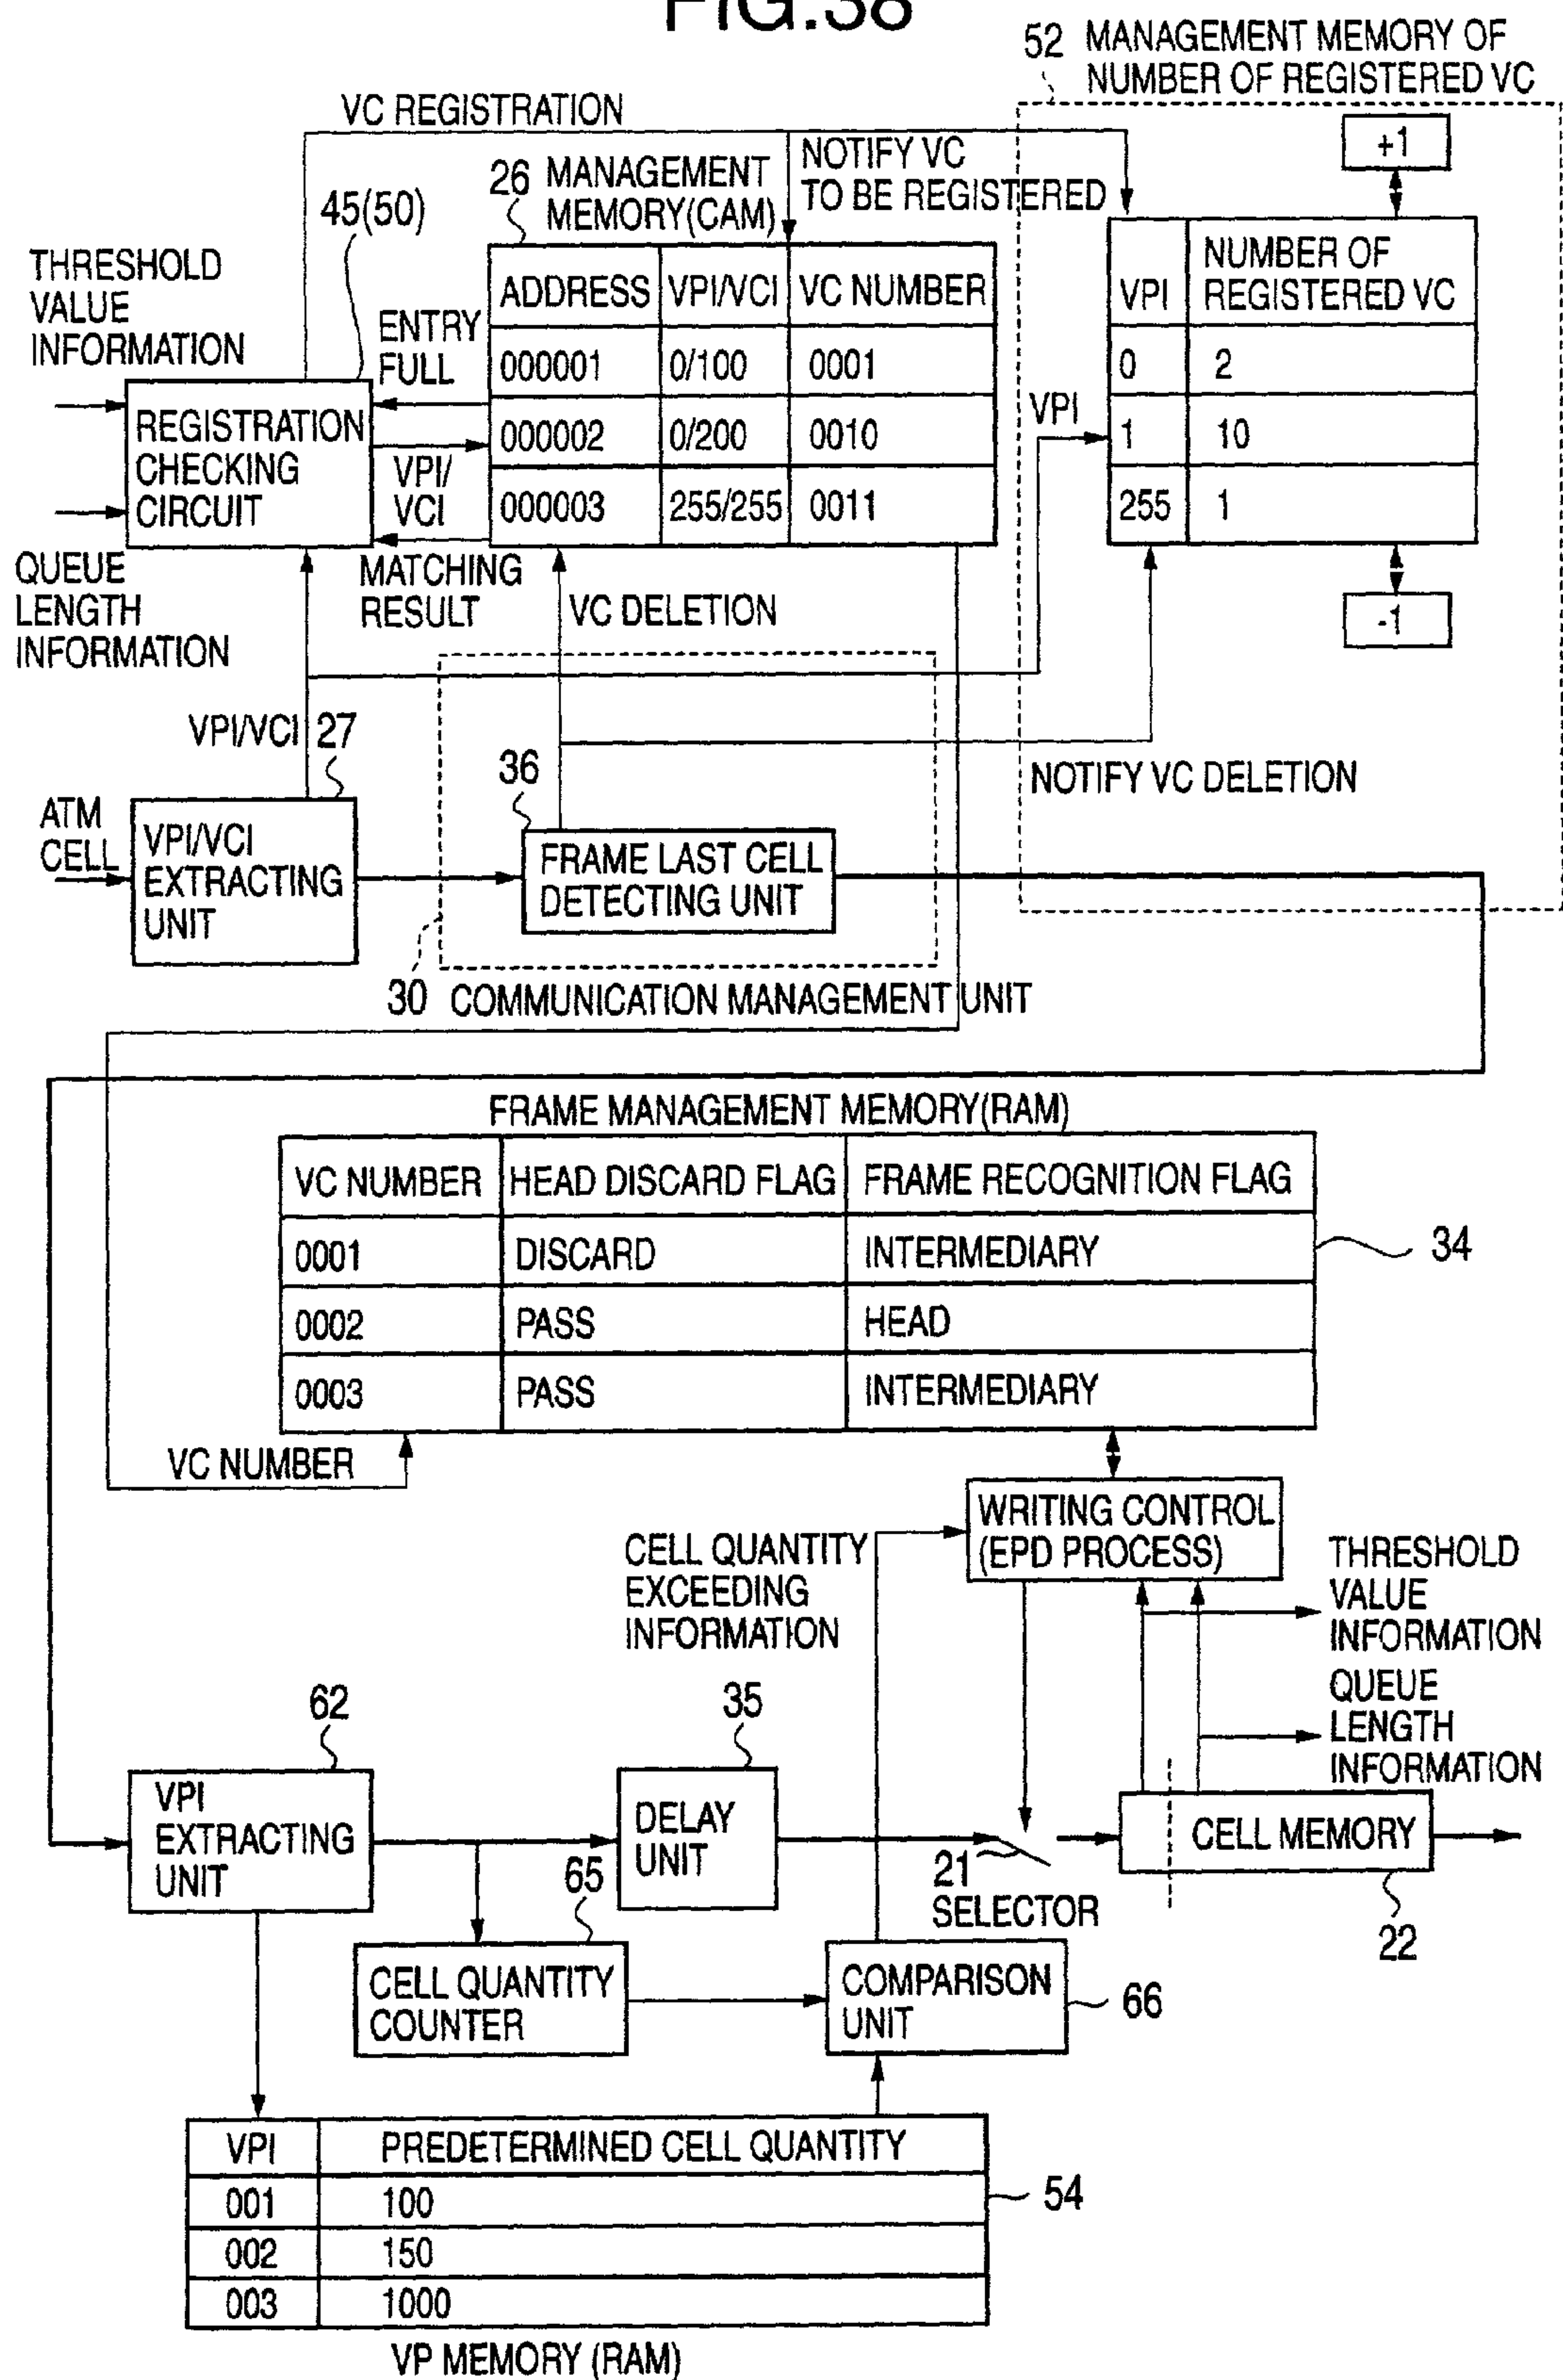 FIG.38
52 MANAGEMENT MEMORY OF
NUMBER OF REGISTERED VC
VC REGISTRATION
NOTIFY VC
TO BE REGISTERED
+1
26 MANAGEMENT
MEMORY(CAM)
45(50)
THRESHOLD
VALUE
INFORMATION
ENTRY
FULL
ADDRESS VPI/VCI VC NUMBER
000001 0/100 0001
000002 0/200 0010
000003 255/255 0011
VPI NUMBER OF
REGISTERED VC
0 2
1 10
255 1
VPI
REGISTRATION
CHECKING
CIRCUIT
VPI/
VCI
QUEUE
LENGTH
INFORMATION
MATCHING
RESULT
VC DELETION
-1
VPI/VCI 27
36
NOTIFY VC DELETION
ATM
CELL
VPI/VCI
EXTRACTING
UNIT
FRAME LAST CELL
DETECTING UNIT
30 COMMUNICATION MANAGEMENT UNIT
FRAME MANAGEMENT MEMORY(RAM)
VC NUMBER HEAD DISCARD FLAG FRAME RECOGNITION FLAG
0001 DISCARD INTERMEDIARY
0002 PASS HEAD
0003 PASS INTERMEDIARY
34
VC NUMBER
WRITING CONTROL
(EPD PROCESS)
CELL QUANTITY
EXCEEDING
INFORMATION
THRESHOLD
VALUE
INFORMATION
QUEUE
LENGTH
INFORMATION
62
35
VPI
EXTRACTING
UNIT
DELAY
UNIT
65
21
SELECTOR
CELL MEMORY
22
CELL QUANTITY
COUNTER
COMPARISON
UNIT
66
VPI PREDETERMINED CELL QUANTITY
001 100
002 150
003 1000
54
VP MEMORY (RAM)